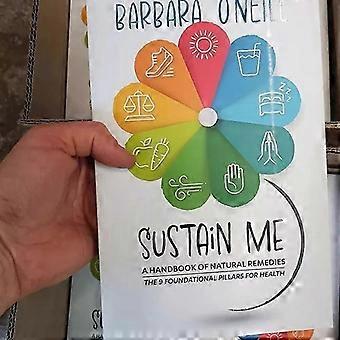 BARBARA O'NEILL
SUSTAiN ME
A HANDBOOK OF NATURAL REMEDIES
THE 9 FOUNDATIONAL PILLARS FOR HEALTH